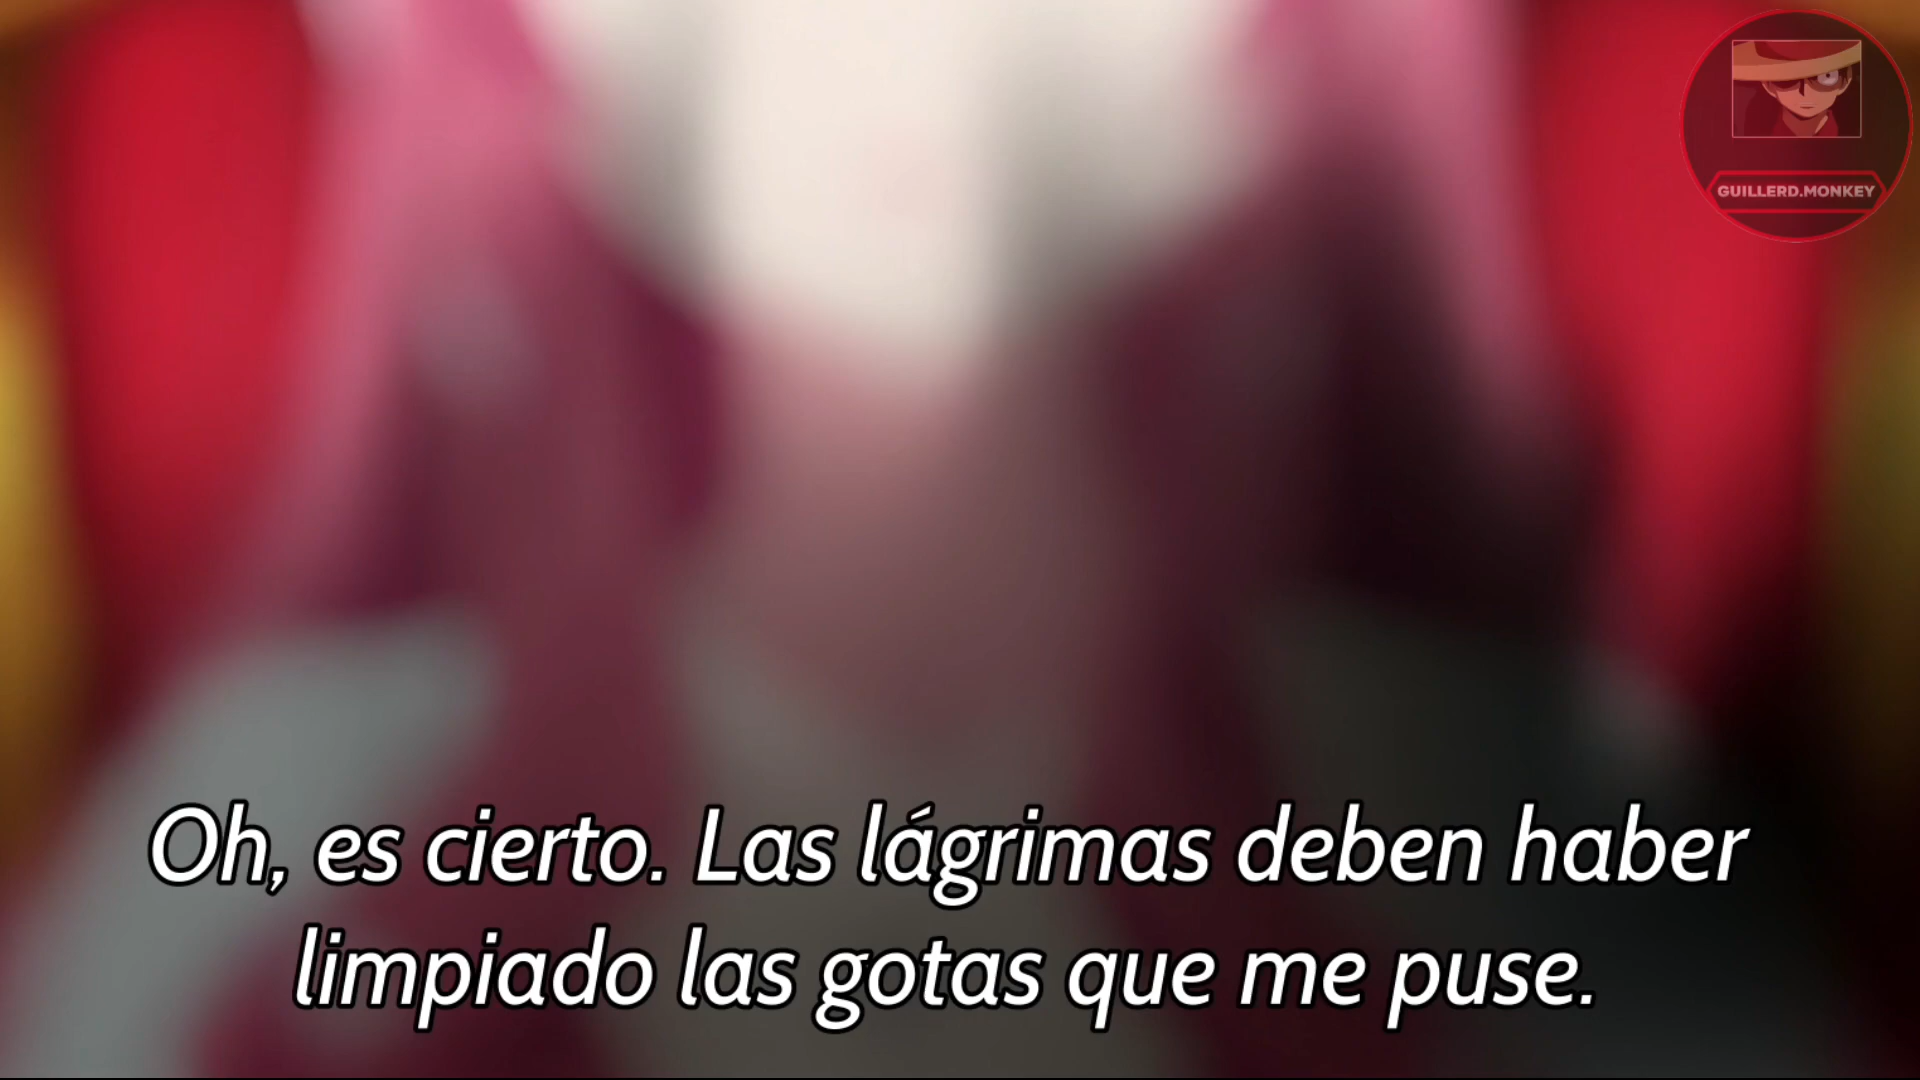 GUILLERD.MONKEY
Oh, es cierto. Las lágrimas deben haber
limpiado las gotas que me puse.